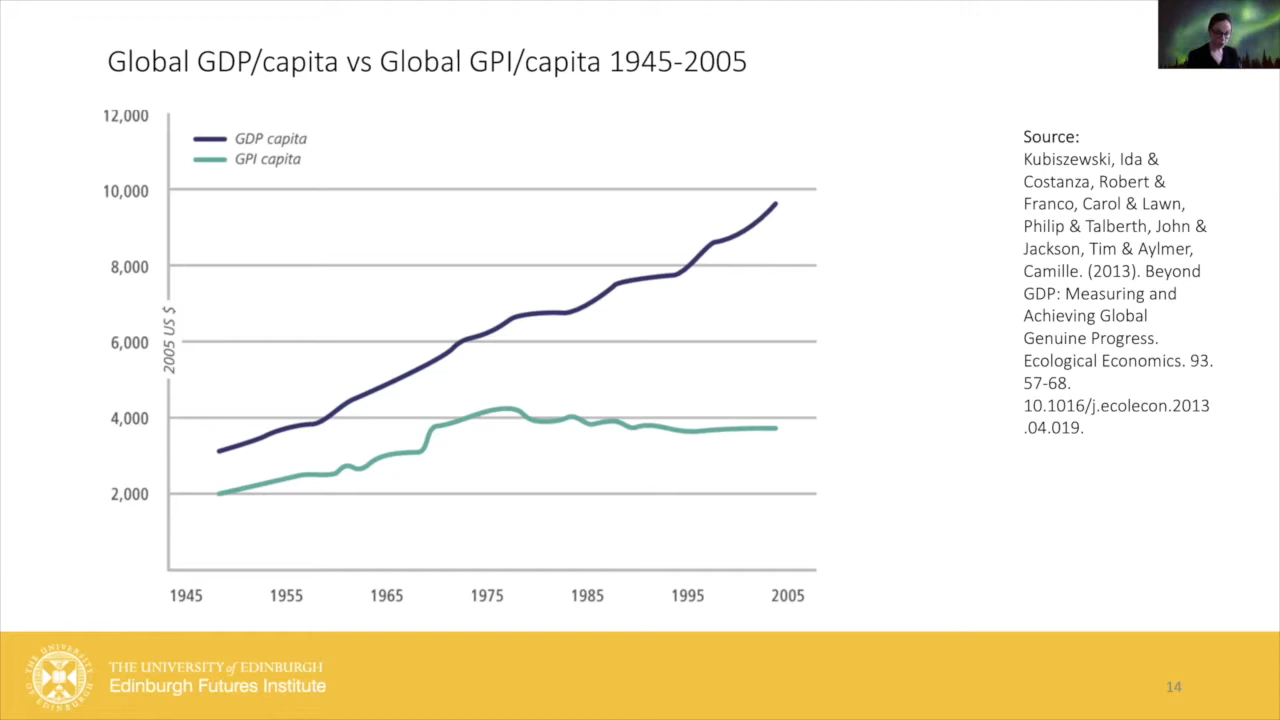 Global GDP/capita vs Global GPI/capita 1945-2005
12,000
GDP capita
GPI capita
10,000
8,000
6,000
4,000
2,000
2005 US $
1945 1955 1965 1975 1985 1995 2005
Source:
Kubiszewski, Ida &
Costanza, Robert &
Franco, Carol & Lawn,
Philip & Talberth, John &
Jackson, Tim & Aylmer,
Camille. (2013). Beyond
GDP: Measuring and
Achieving Global
Genuine Progress.
Ecological Economics. 93.
57-68.
10.1016/j.ecolecon.2013
.04.019.
THE UNIVERSITY of EDINBURGH
THE UNIVERSITY of EDINBURGH
Edinburgh Futures Institute
14